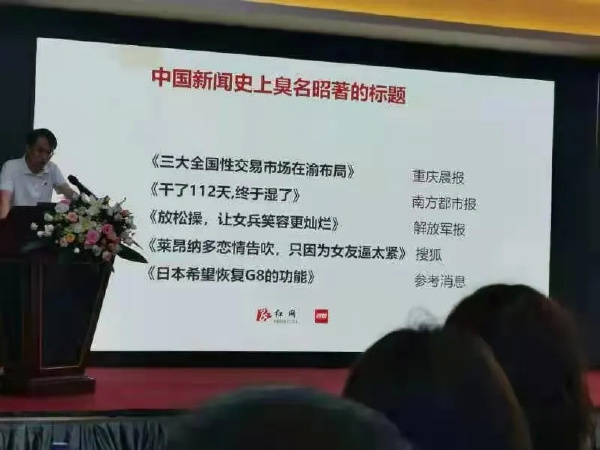 中国新闻史上臭名昭著的标题
《三大全国性交易市场在渝布局》 重庆晨报
《干了112天,终于湿了》 南方都市报
《放松操，让女兵笑容更灿烂》 解放军报
《莱昂纳多恋情告吹，只因为女友逼太紧》 搜狐
《日本希望恢复G8的功能》 参考消息
红网